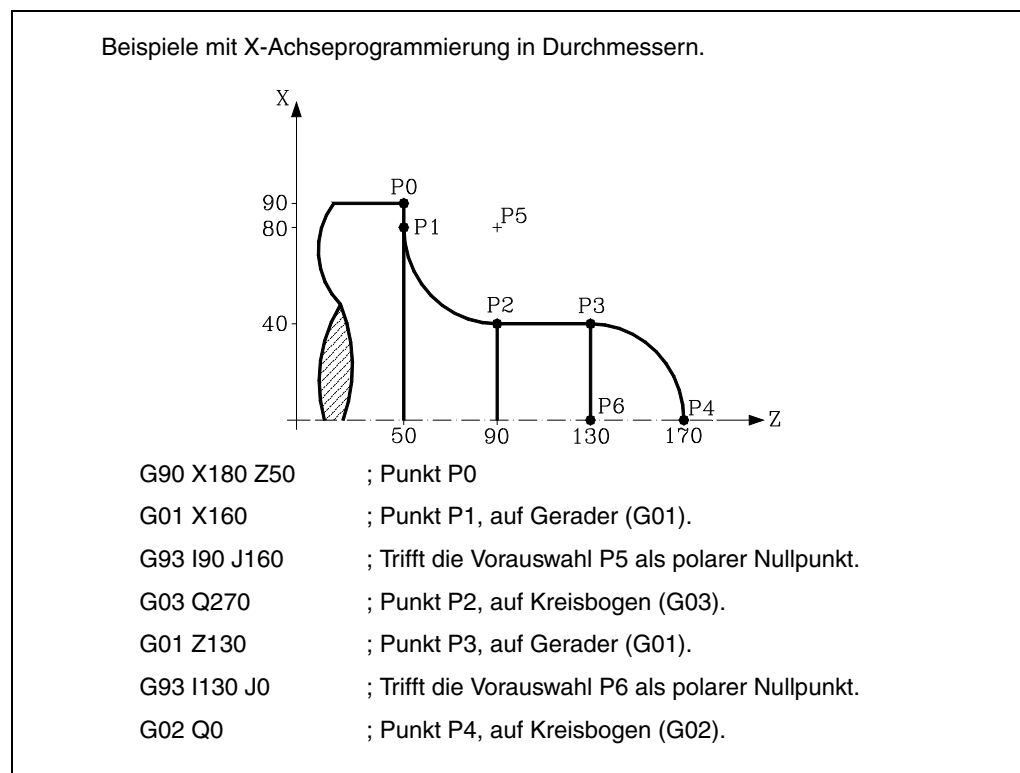 Beispiele mit X-Achseprogrammierung in Durchmessern.
X
P0
90
P5
80
P1
P2
P3
40
P6
P4
Z
50
90
130
170
G90 X180 Z50 ; Punkt P0
G01 X160 ; Punkt P1, auf Gerader (G01).
G93 I90 J160 ; Trifft die Vorauswahl P5 als polarer Nullpunkt.
G03 Q270 ; Punkt P2, auf Kreisbogen (G03).
G01 Z130 ; Punkt P3, auf Gerader (G01).
G93 I130 J0 ; Trifft die Vorauswahl P6 als polarer Nullpunkt.
G02 Q0 ; Punkt P4, auf Kreisbogen (G02).